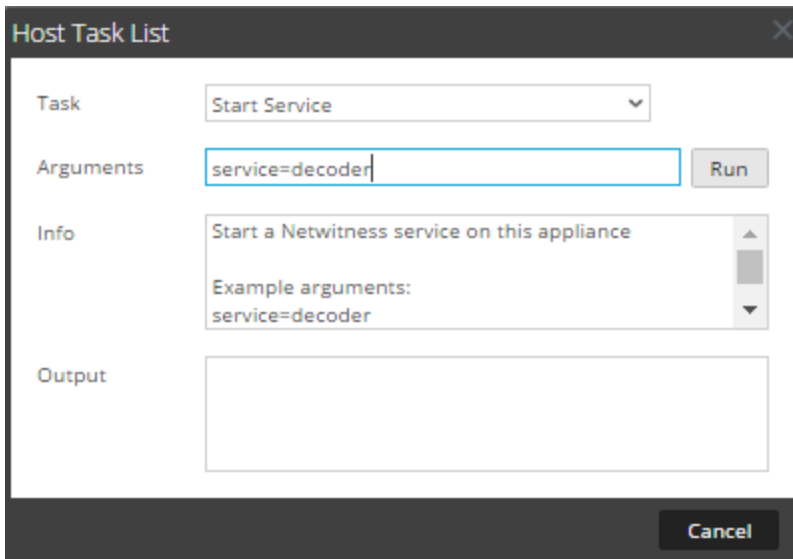 Host Task List
Task
Start Service
Arguments
service=decoder
Run
Info
Start a Netwitness service on this appliance
Example arguments:
service=decoder
Output
Cancel